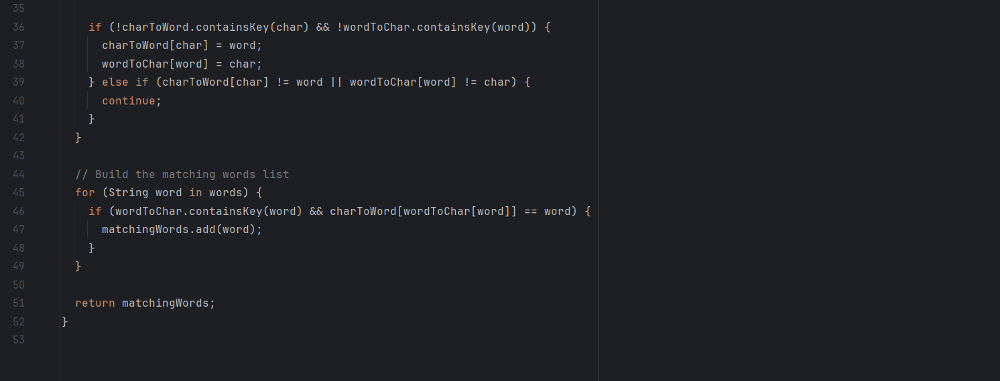 35
36 if (!charToWord.containsKey(char) && !wordToChar.containsKey(word)) {
37 charToWord[char] = word;
38 wordToChar[word] = char;
39 } else if (charToWord[char] != word || wordToChar[word] != char) {
40 continue;
41 }
42 }
43
44 // Build the matching words list
45 for (String word in words) {
46 if (wordToChar.containsKey(word) && charToWord[wordToChar[word]] == word) {
47 matchingWords.add(word);
48 }
49 }
50
51 return matchingWords;
52 }
53